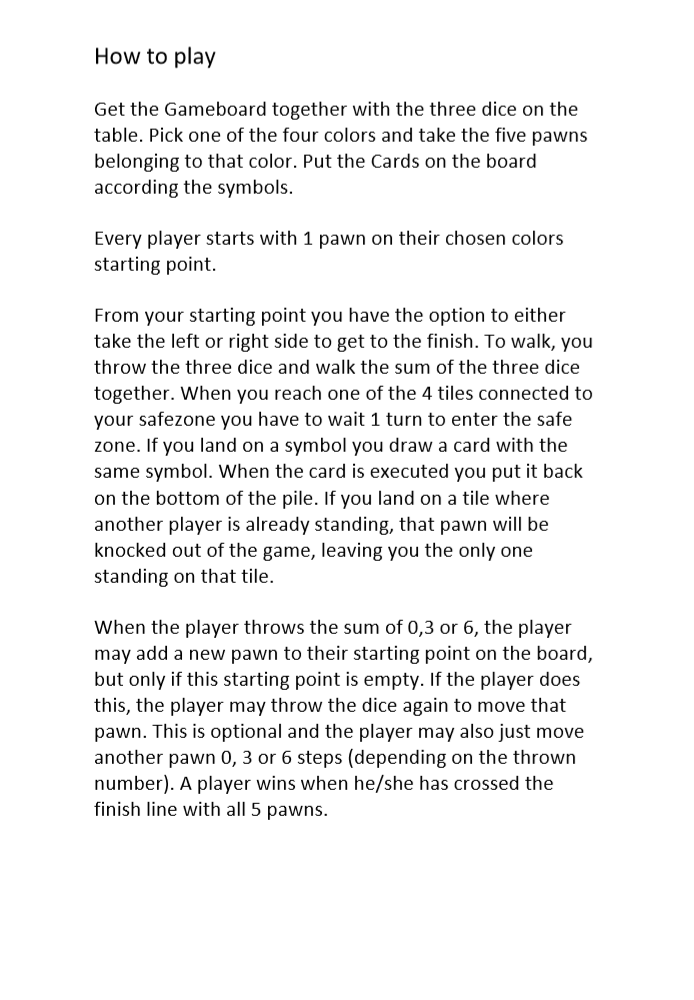 How to play
Get the Gameboard together with the three dice on the
table. Pick one of the four colors and take the five pawns
belonging to that color. Put the Cards on the board
according the symbols.
Every player starts with 1 pawn on their chosen colors
starting point.
From your starting point you have the option to either
take the left or right side to get to the finish. To walk, you
throw the three dice and walk the sum of the three dice
together. When you reach one of the 4 tiles connected to
your safezone you have to wait 1 turn to enter the safe
zone. If you land on a symbol you draw a card with the
same symbol. When the card is executed you put it back
on the bottom of the pile. If you land on a tile where
another player is already standing, that pawn will be
knocked out of the game, leaving you the only one
standing on that tile.
When the player throws the sum of 0,3 or 6, the player
may add a new pawn to their starting point on the board,
but only if this starting point is empty. If the player does
this, the player may throw the dice again to move that
pawn. This is optional and the player may also just move
another pawn 0, 3 or 6 steps (depending on the thrown
number). A player wins when he/she has crossed the
finish line with all 5 pawns.